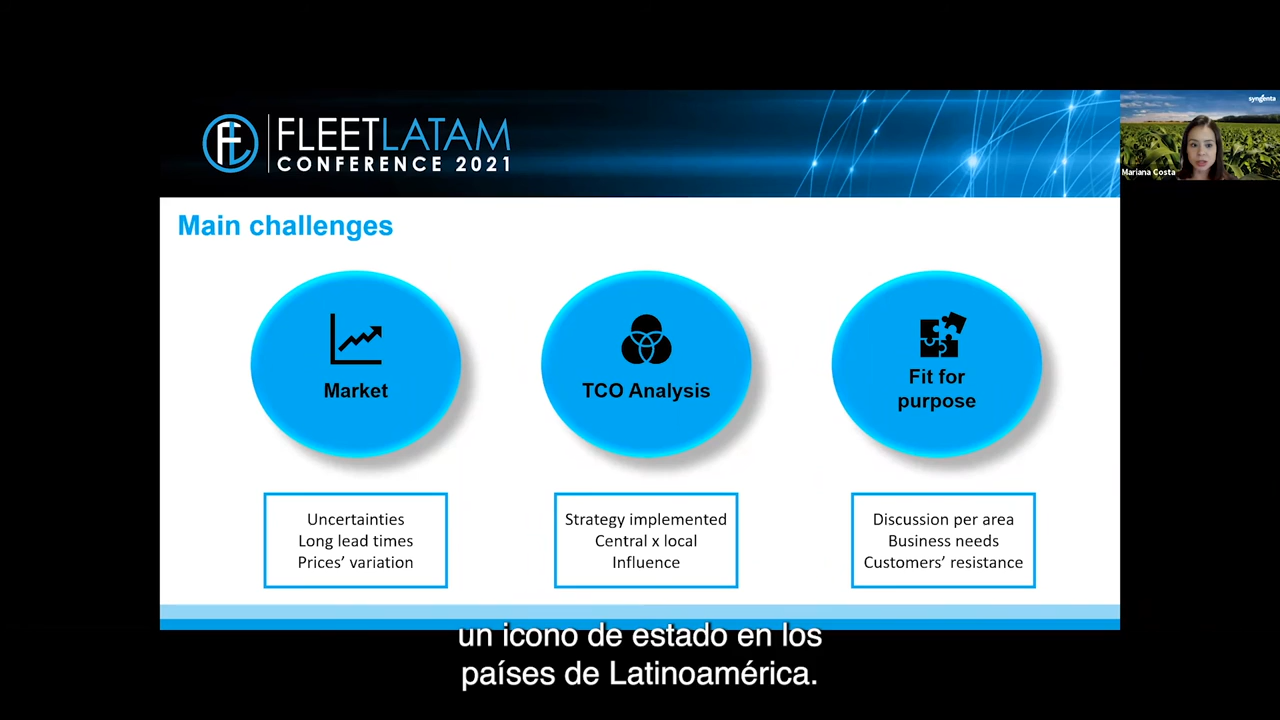 FLEETLATAM
CONFERENCE 2021
syngenta
Mariana Costa
Main challenges
Market
TCO Analysis
Fit for
purpose
Uncertainties
Long lead times
Prices’ variation
Strategy implemented
Central x local
Influence
Discussion per area
Business needs
Customers’ resistance
un icono de estado en los
países de Latinoamérica.